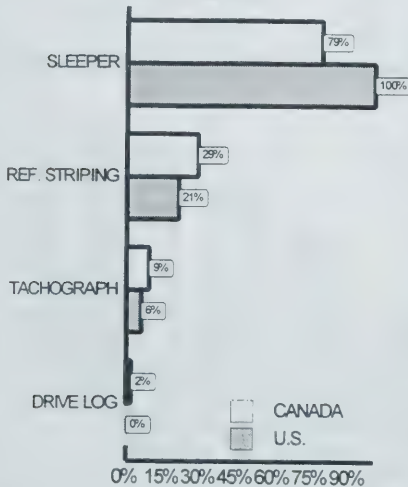 79%
SLEEPER
100%
29%
REF. STRIPING
21%
9%
TACHOGRAPH
6%
2%
DRIVE LOG
0%
CANADA
U.S.
0% 15% 30% 45% 60% 75% 90%